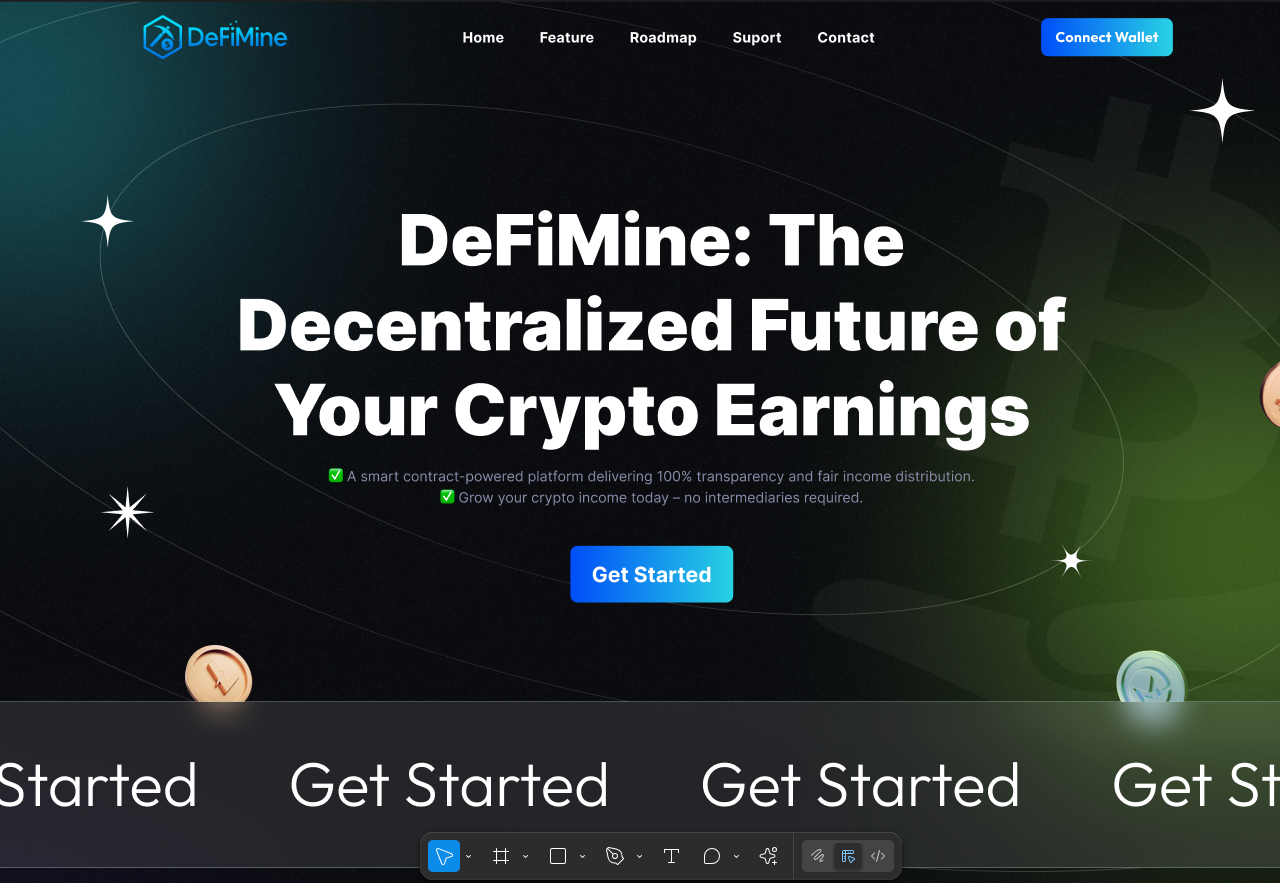 DeFiMine
Home Feature Roadmap Suport Contact
Connect Wallet
DeFiMine: The
Decentralized Future of
Your Crypto Earnings
✅ A smart contract-powered platform delivering 100% transparency and fair income distribution.
✅ Grow your crypto income today – no intermediaries required.
Get Started
Started Get Started Get Started Get St